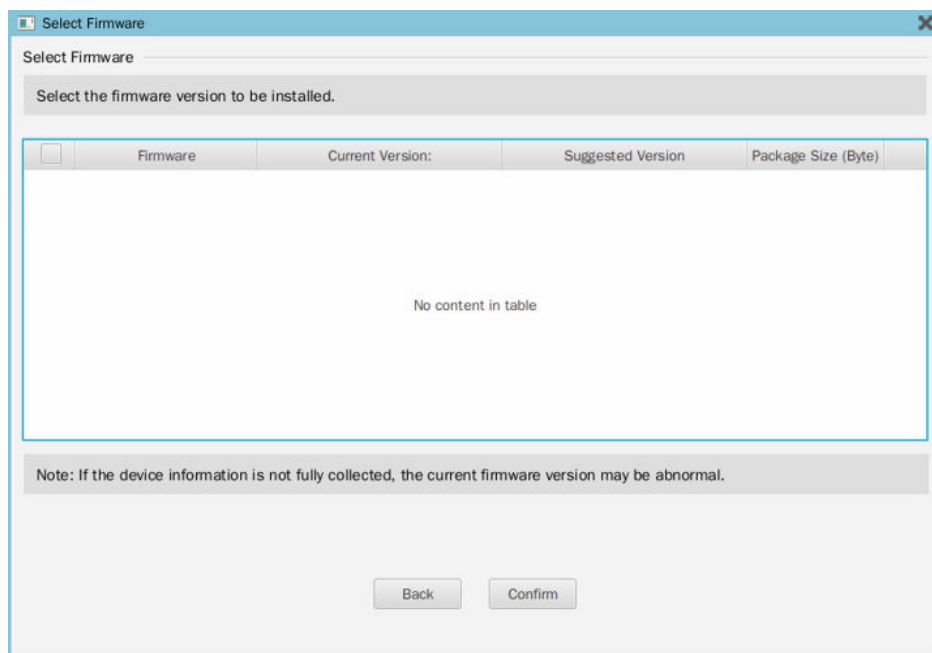 Select Firmware
Select Firmware
Select the firmware version to be installed.
Firmware Current Version: Suggested Version Package Size (Byte)
No content in table
Note: If the device information is not fully collected, the current firmware version may be abnormal.
Back Confirm